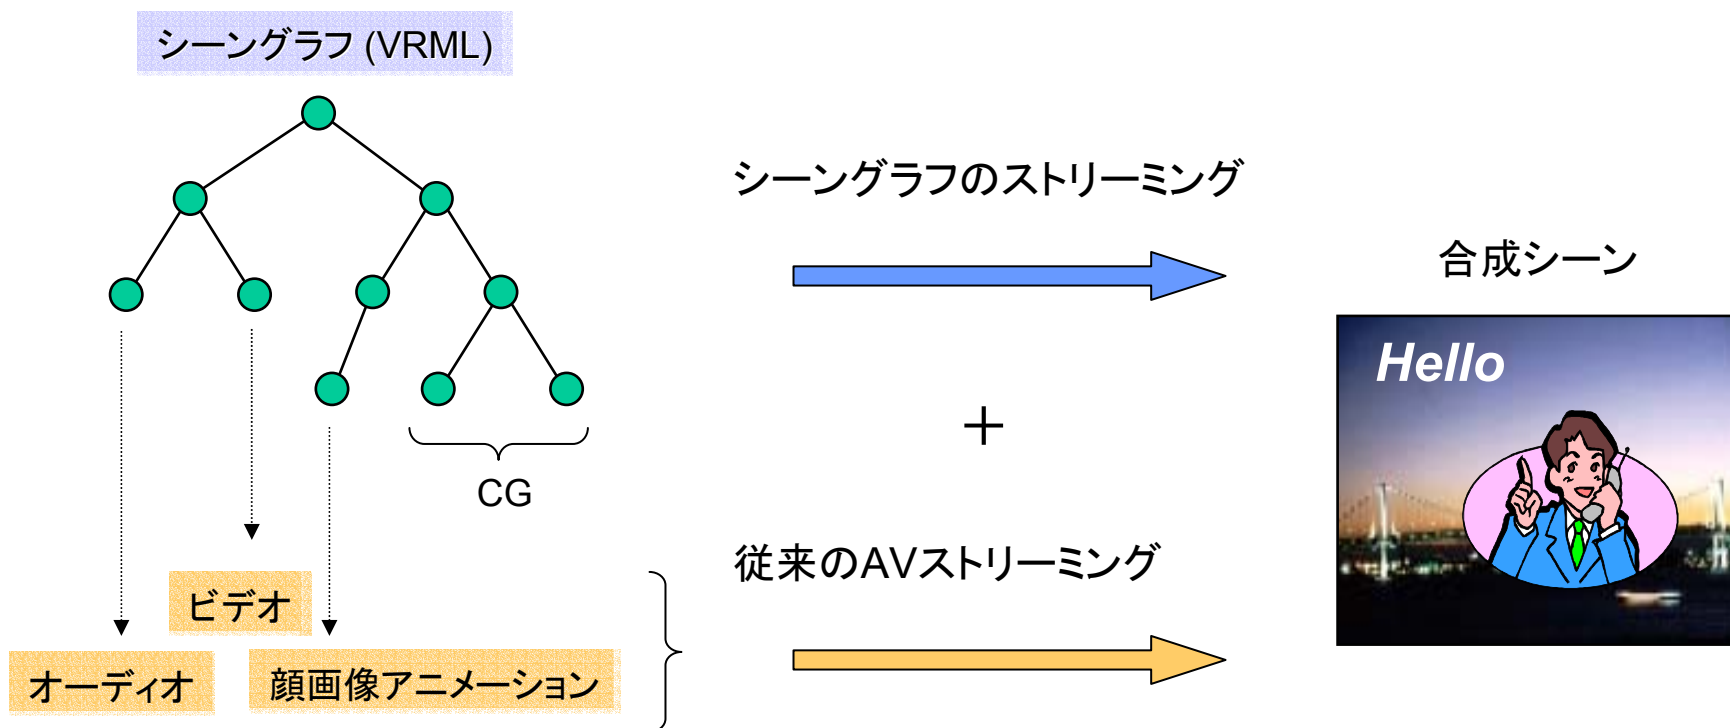 シーングラフ (VRML)
シーングラフのストリーミング
合成シーン
Hello
+
CG
従来のAVストリーミング
ビデオ
オーディオ
顔画像アニメーション